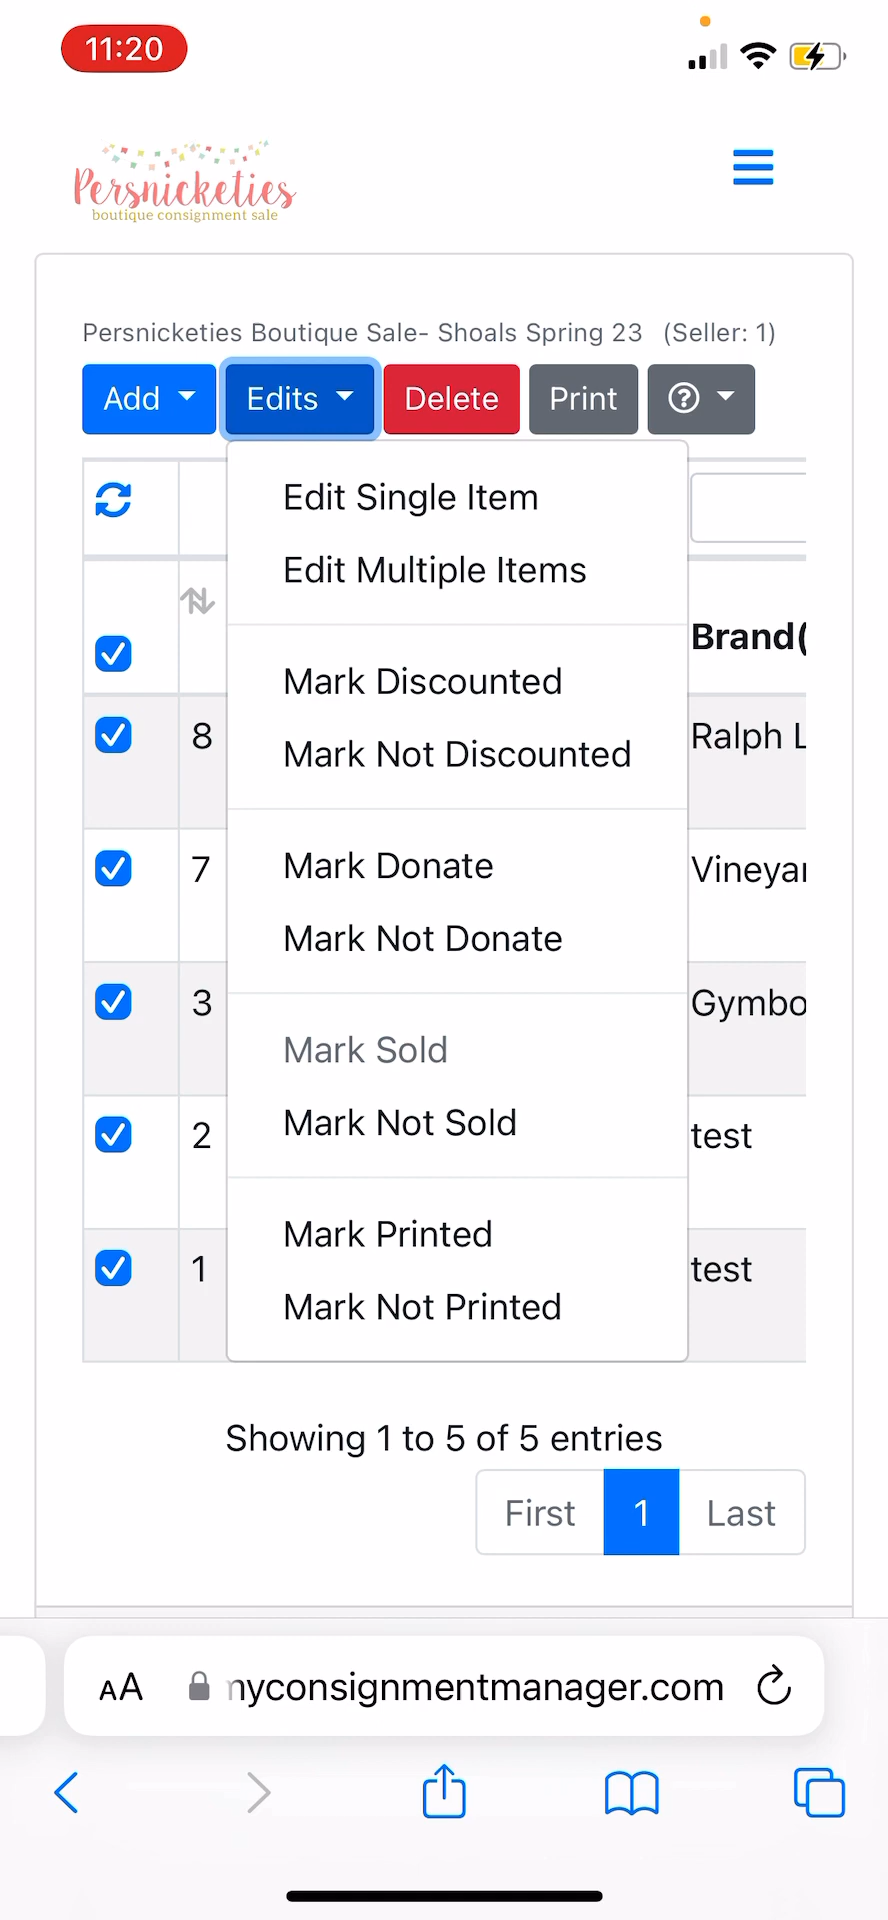 11:20
Persnicketies
boutique consignment sale
Persnicketies Boutique Sale- Shoals Spring 23 (Seller: 1)
Add Edits Delete Print ?
Edit Single Item
Edit Multiple Items
Brand(
Mark Discounted
8 Ralph L
Mark Not Discounted
Mark Donate
7 Vineyar
Mark Not Donate
3 Gymbo
Mark Sold
Mark Not Sold
2 test
Mark Printed
1 test
Mark Not Printed
Showing 1 to 5 of 5 entries
First 1 Last
AA myconsignmentmanager.com